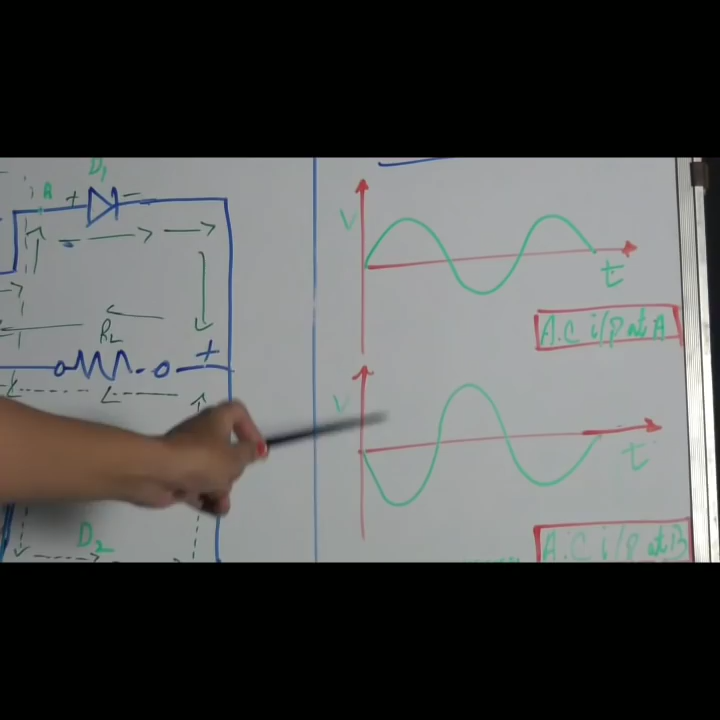 D1
A + -
RL
- +
D2
V
t
A.C i/p at A
V
t
A.C i/p at B